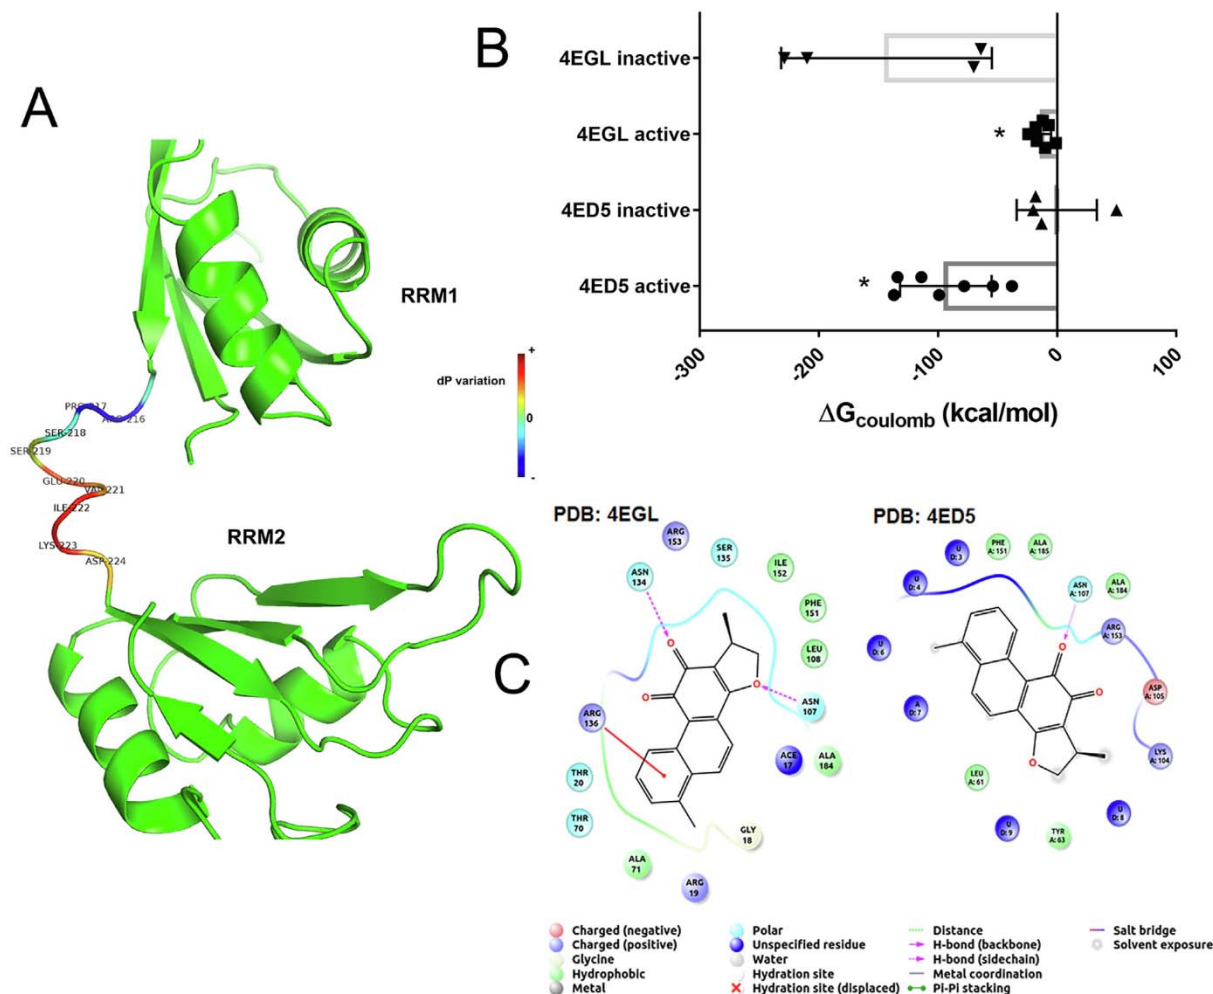 A
RRM1
dP variation
+
0
-
PRO-217
SER-218
SER-219
GLU-220
VAL-221
ILE-222
LYS-223
ASP-224
RRM2
B
4EGL inactive
4EGL active
*
4ED5 inactive
4ED5 active
*
-300
-200
-100
0
100
ΔGcoulomb (kcal/mol)
C
PDB: 4EGL
ARG
153
SER
135
ASN
134
ILE
152
PHE
151
LEU
108
O
O
O
ASN
107
ARG
136
ACE
17
ALA
184
THR
20
THR
70
GLY
18
ALA
71
ARG
19
PDB: 4ED5
U
D: 3
PHE
A: 151
ALA
A: 185
U
D: 4
ASN
A: 107
ALA
A: 184
ARG
A: 153
U
D: 6
O
O
O
ASP
A: 105
A
D: 7
LYS
A: 104
LEU
A: 61
U
D: 8
U
D: 9
TYR
A: 63
Charged (negative)
Charged (positive)
Glycine
Hydrophobic
Metal
Polar
Unspecified residue
Water
Hydration site
Hydration site (displaced)
Distance
H-bond (backbone)
H-bond (sidechain)
Metal coordination
Pi-Pi stacking
Salt bridge
Solvent exposure